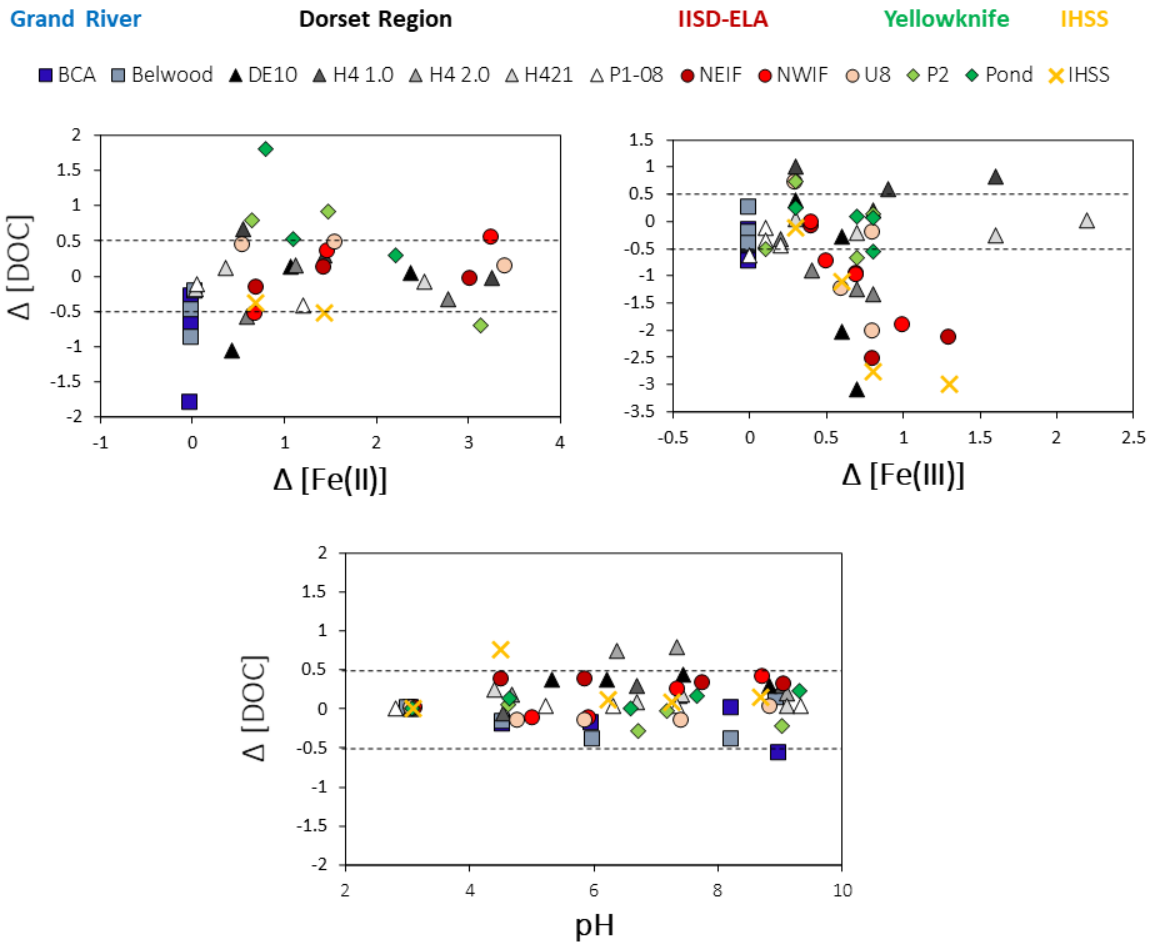 Grand River Dorset Region IISD-ELA Yellowknife IHSS
BCA Belwood DE10 H4 1.0 H4 2.0 H421 P1-08 NEIF NWIF U8 P2 Pond IHSS
2
1.5
1
0.5
0
-0.5
-1
-1.5
-2
-1 0 1 2 3 4
Δ [DOC]
Δ [Fe(II)]
1.5
1
0.5
0
-0.5
-1
-1.5
-2
-2.5
-3
-3.5
-0.5 0 0.5 1 1.5 2 2.5
Δ [Fe(III)]
2
1.5
1
0.5
0
-0.5
-1
-1.5
-2
2 4 6 8 10
Δ [DOC]
pH